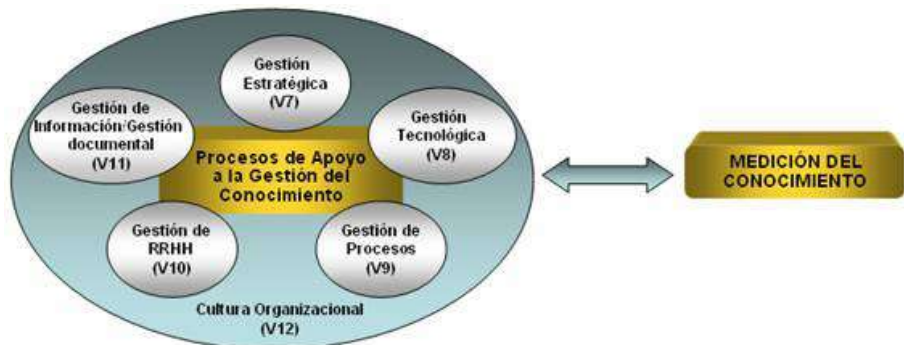 Gestión
Estratégica
(V7)
Gestión de
Información/Gestión
documental
(V11)
Gestión
Tecnológica
(V8)
Procesos de Apoyo
a la Gestión del
Conocimiento
MEDICIÓN DEL
CONOCIMIENTO
Gestión de
RRHH
(V10)
Gestión de
Procesos
(V9)
Cultura Organizacional
(V12)